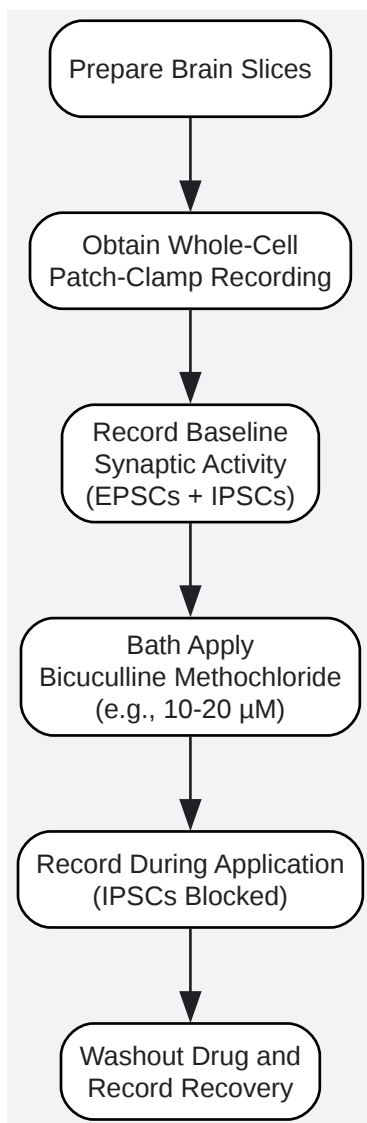 Prepare Brain Slices
Obtain Whole-Cell
Patch-Clamp Recording
Record Baseline
Synaptic Activity
(EPSCs + IPSCs)
Bath Apply
Bicuculline Methochloride
(e.g., 10-20 µM)
Record During Application
(IPSCs Blocked)
Washout Drug and
Record Recovery